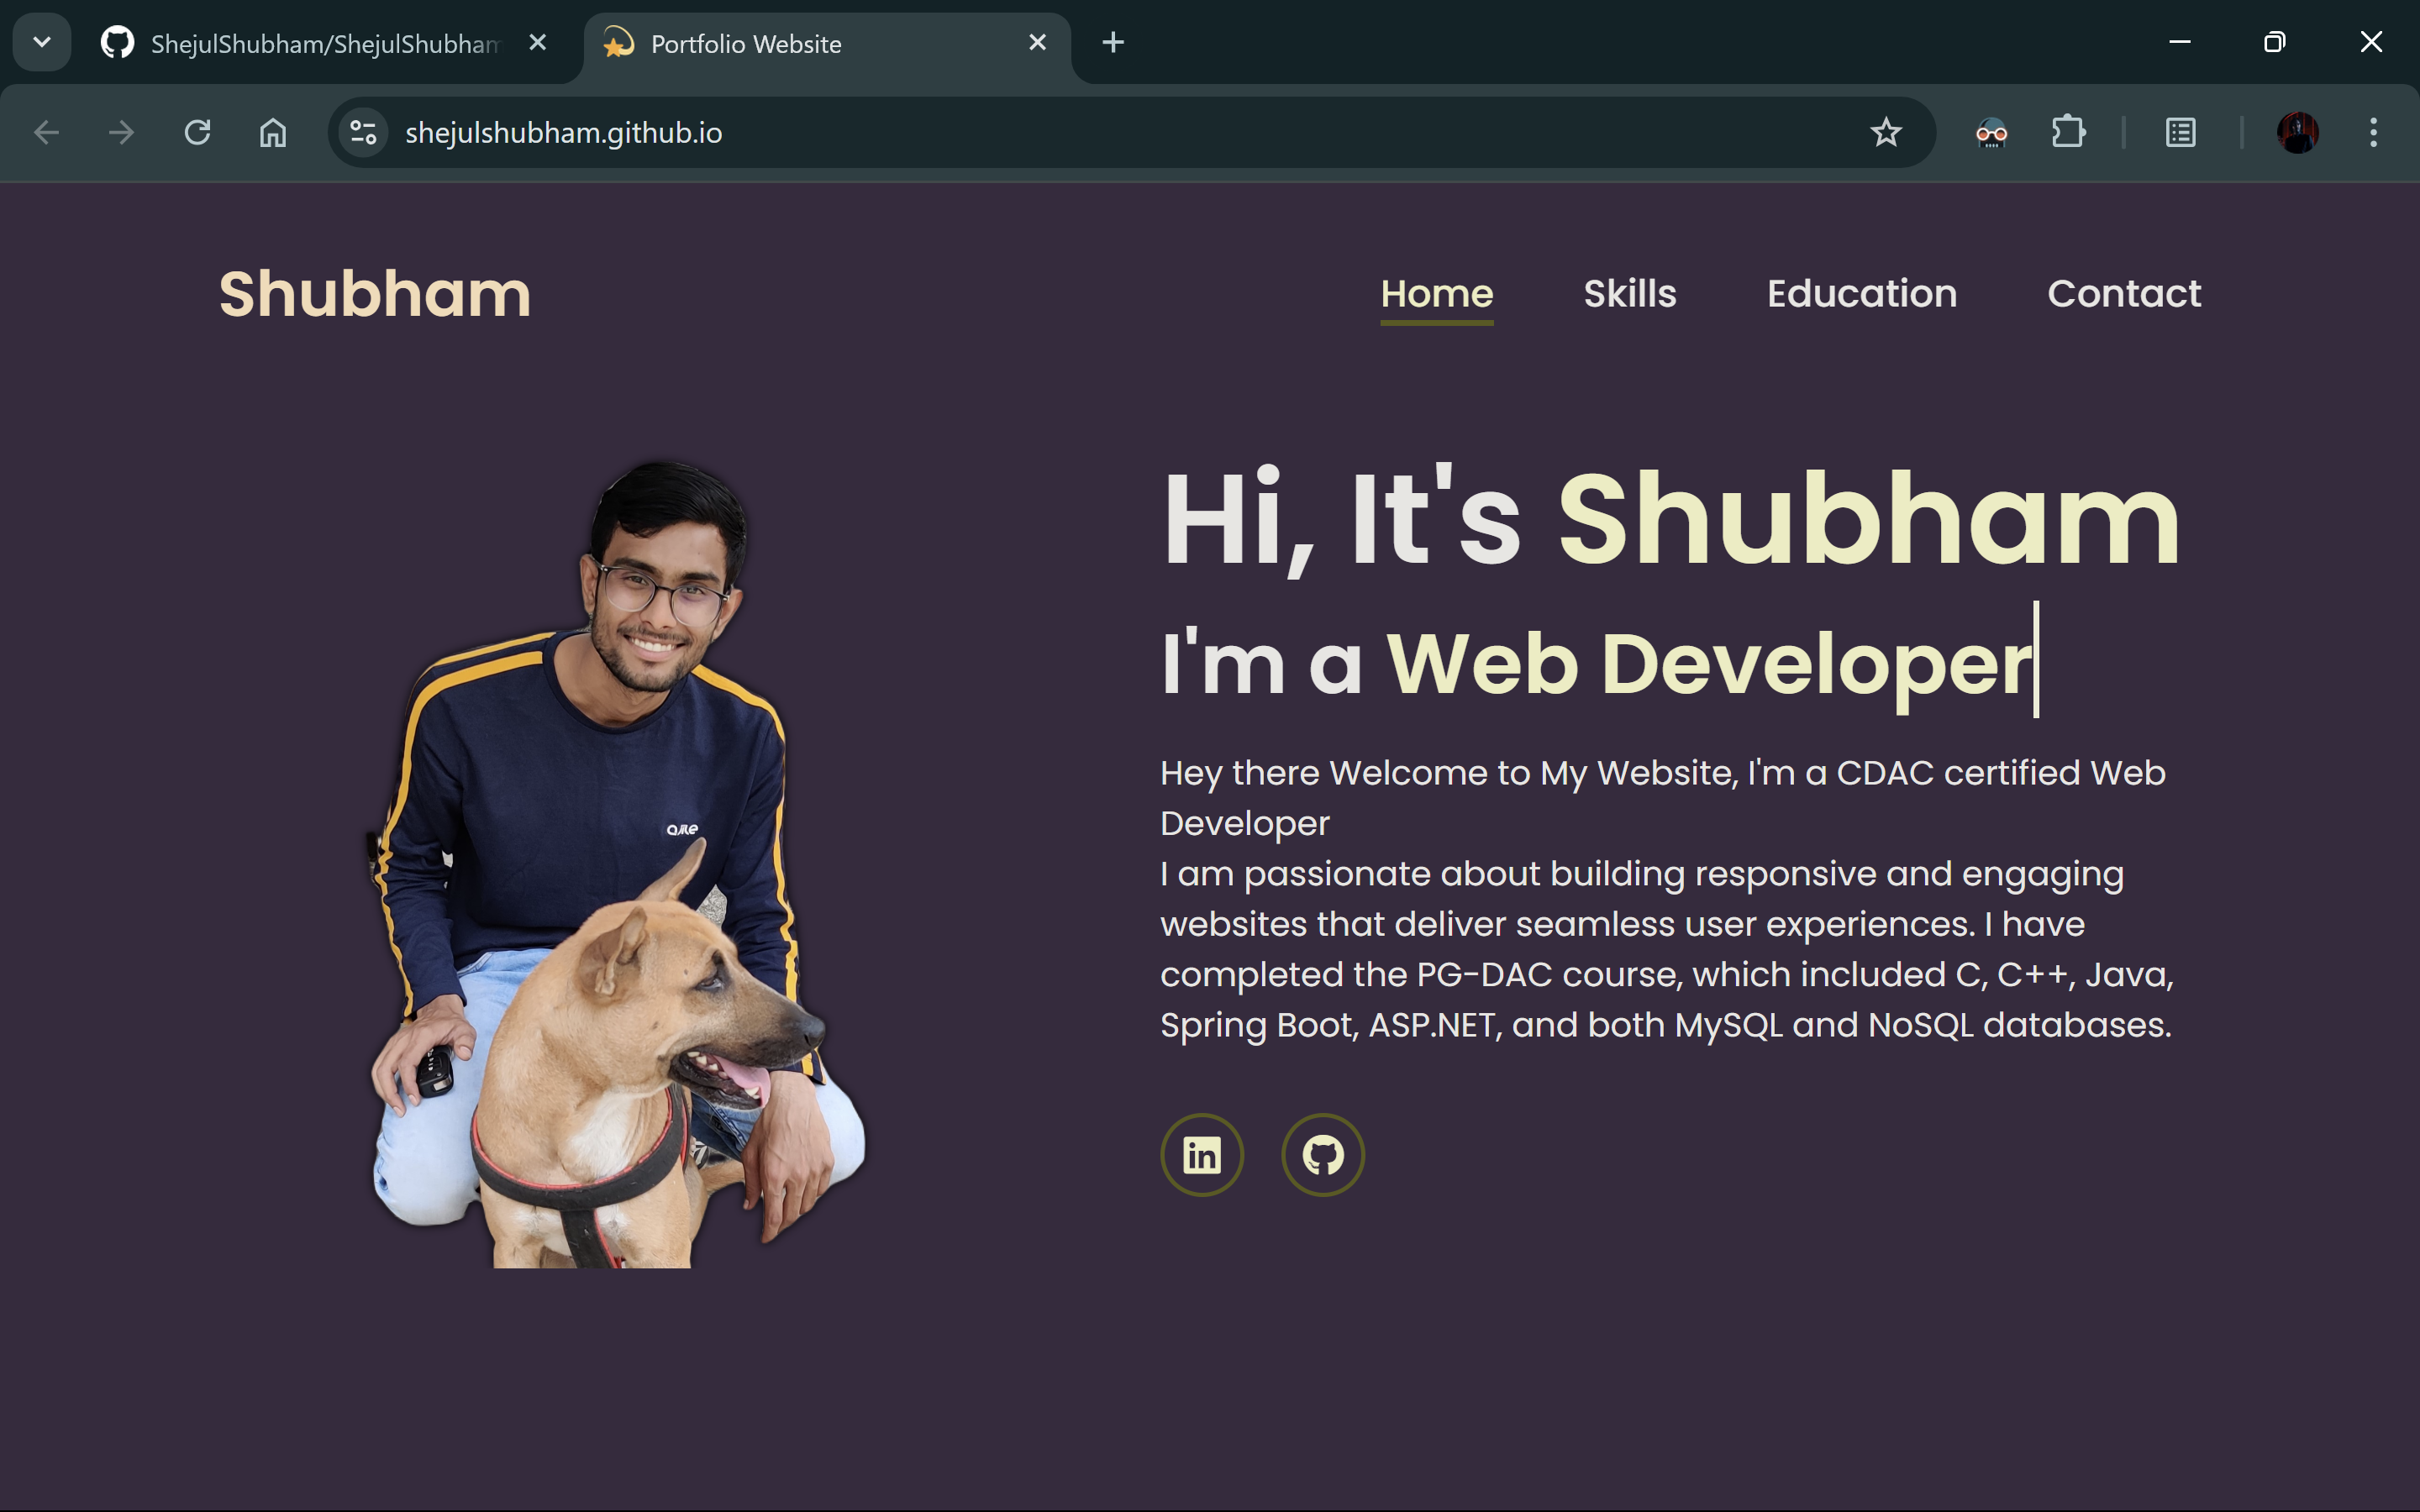 ShejulShubham/ShejulShubham
Portfolio Website
shejulshubham.github.io
Shubham
Home Skills Education Contact
Hi, It's Shubham
I'm a Web Developer
Hey there Welcome to My Website, I'm a CDAC certified Web
Developer
I am passionate about building responsive and engaging
websites that deliver seamless user experiences. I have
completed the PG-DAC course, which included C, C++, Java,
Spring Boot, ASP.NET, and both MySQL and NoSQL databases.
in